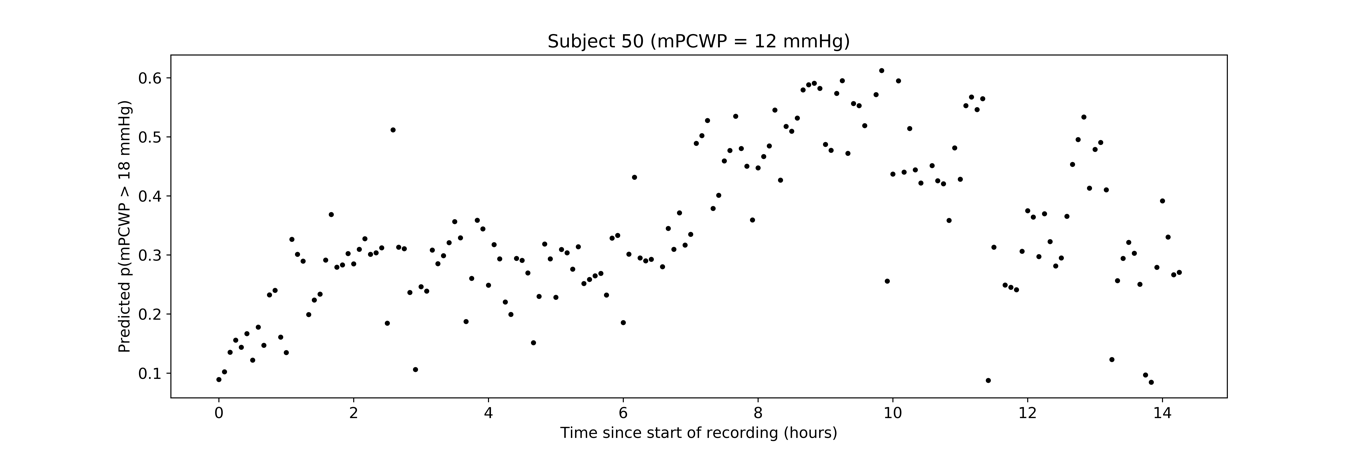 Subject 50 (mPCWP = 12 mmHg)
Predicted p(mPCWP > 18 mmHg)
0.6
0.5
0.4
0.3
0.2
0.1
0 2 4 6 8 10 12 14
Time since start of recording (hours)